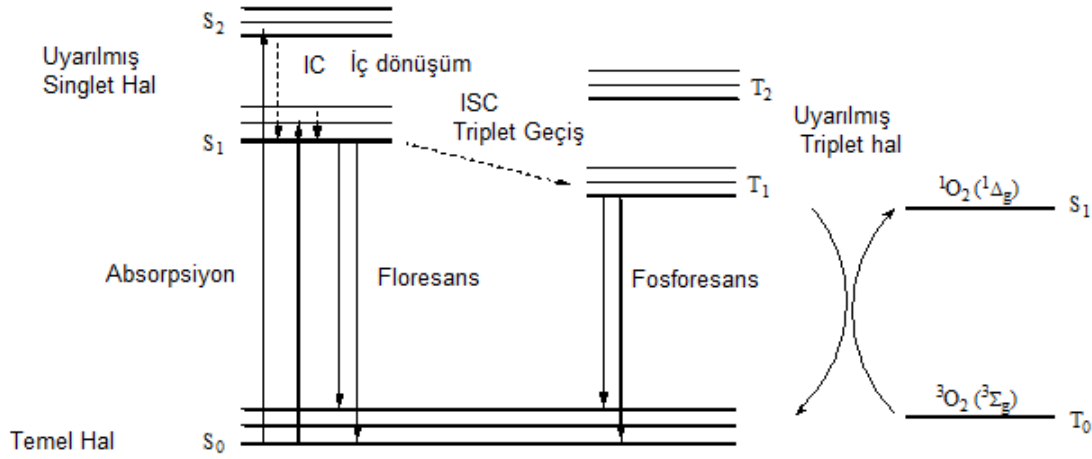 S2
Uyarılmış
Singlet Hal
IC
İç dönüşüm
S1
ISC
Triplet Geçiş
T2
T1
Uyarılmış
Triplet hal
¹O₂ (¹Δg)
S1
Absorpsiyon
Floresans
Fosforesans
³O₂ (³Σg)
T0
Temel Hal
S0